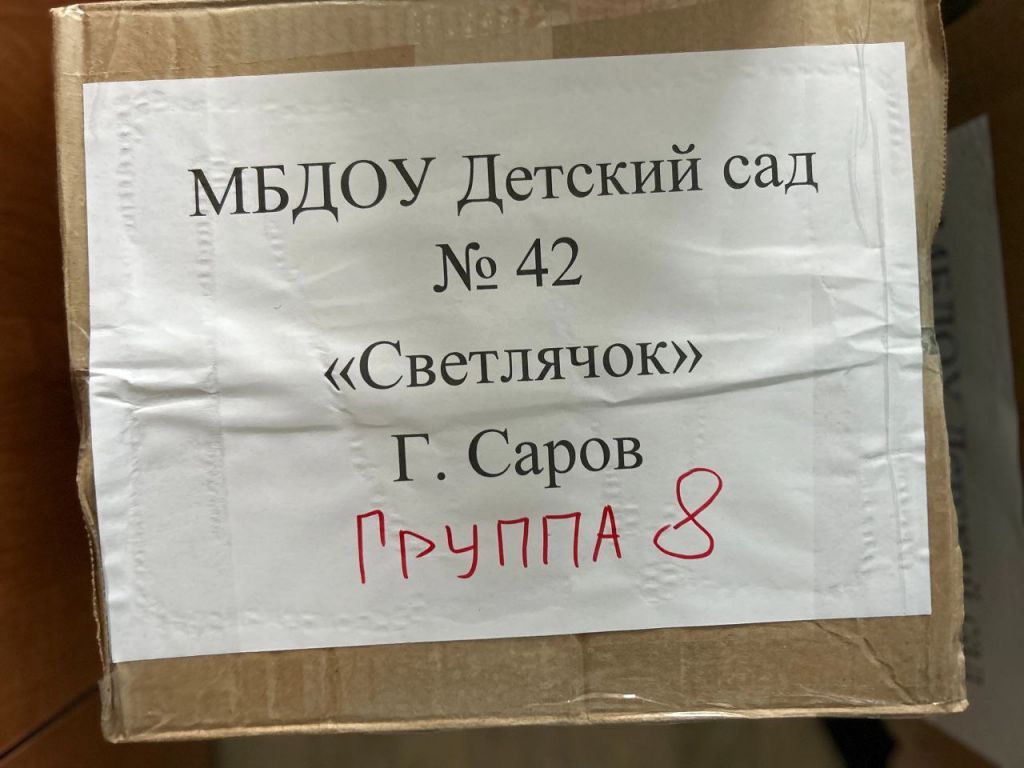 МБДОУ Детский сад
№ 42
«Светлячок»
Г. Саров
ГРУППА 8